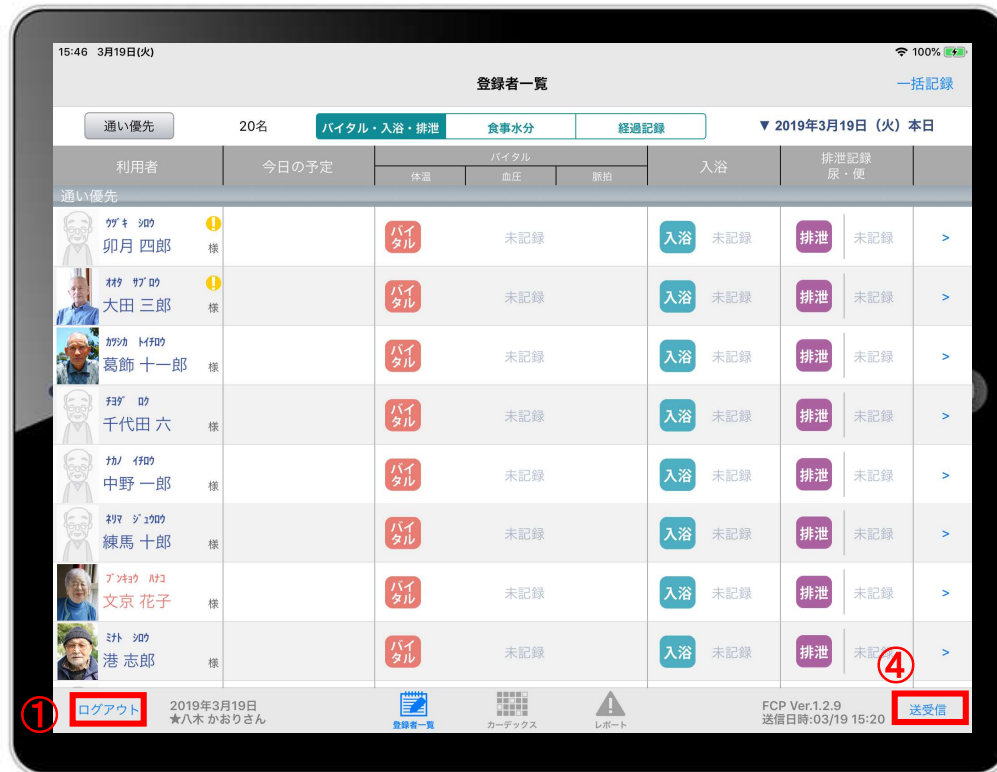 15:46 3月19日(火)
100%
登録者一覧
一括記録
通い優先
20名
バイタル・入浴・排泄
食事水分
経過記録
▼ 2019年3月19日（火）本日
利用者
今日の予定
バイタル
体温
血圧
脈拍
入浴
排泄記録
尿・便
通い優先
ｳﾂﾞｷ ｼﾛｳ
卯月 四郎 様
バイタル
未記録
入浴
未記録
排泄
未記録
>
ｵｵﾀ ｻﾌﾞﾛｳ
大田 三郎 様
バイタル
未記録
入浴
未記録
排泄
未記録
>
ｶﾂｼｶ ﾄｲﾁﾛｳ
葛飾 十一郎 様
バイタル
未記録
入浴
未記録
排泄
未記録
>
ﾁﾖﾀﾞ ﾛｸ
千代田 六 様
バイタル
未記録
入浴
未記録
排泄
未記録
>
ﾅｶﾉ ｲﾁﾛｳ
中野 一郎 様
バイタル
未記録
入浴
未記録
排泄
未記録
>
ﾈﾘﾏ ｼﾞｭｳﾛｳ
練馬 十郎 様
バイタル
未記録
入浴
未記録
排泄
未記録
>
ﾌﾞﾝｷｮｳ ﾊﾅｺ
文京 花子 様
バイタル
未記録
入浴
未記録
排泄
未記録
>
ﾐﾅﾄ ｼﾛｳ
港 志郎 様
バイタル
未記録
入浴
未記録
排泄
未記録
>
④
①
ログアウト
2019年3月19日
★八木 かおりさん
登録者一覧
カーデックス
レポート
FCP Ver.1.2.9
送信日時:03/19 15:20
送受信